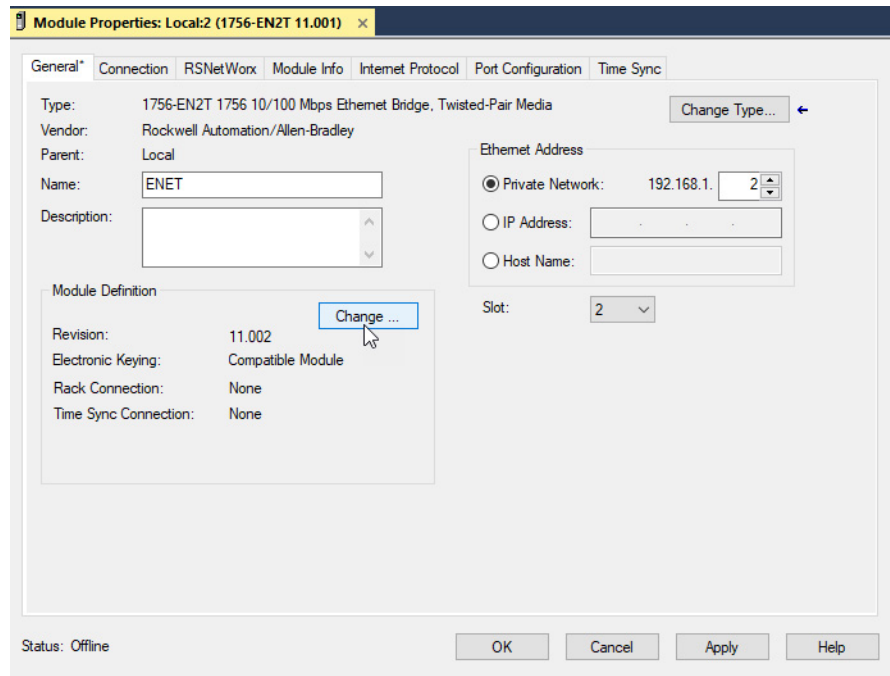 Module Properties: Local:2 (1756-EN2T 11.001) ×
General* Connection RSNetWorx Module Info Internet Protocol Port Configuration Time Sync
Type: 1756-EN2T 1756 10/100 Mbps Ethernet Bridge, Twisted-Pair Media
Change Type...
Vendor: Rockwell Automation/Allen-Bradley
Parent: Local
Name: ENET
Description:
Ethernet Address
Private Network: 192.168.1. 2
IP Address: . . .
Host Name:
Module Definition
Change ...
Revision: 11.002
Electronic Keying: Compatible Module
Rack Connection: None
Time Sync Connection: None
Slot: 2
Status: Offline
OK Cancel Apply Help